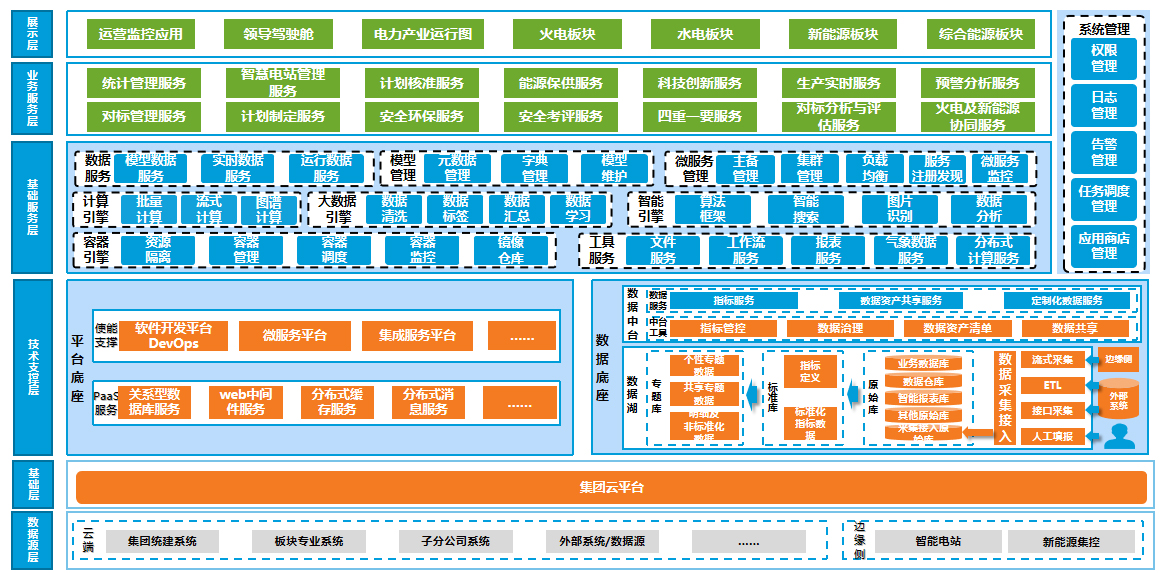 展示层
运营监控应用
领导驾驶舱
电力产业运行图
火电板块
水电板块
新能源板块
综合能源板块
业务服务层
统计管理服务
智慧电站管理
服务
计划核准服务
能源保供服务
科技创新服务
生产实时服务
预警分析服务
对标管理服务
计划制定服务
安全环保服务
安全考评服务
四重一要服务
对标分析与评
估服务
火电及新能源
协同服务
系统管理
权限
管理
日志
管理
告警
管理
任务调度
管理
应用商店
管理
基础服务层
数据
服务
模型数据
服务
实时数据
服务
运行数据
服务
模型
管理
元数据
管理
字典
管理
模型
维护
微服务
管理
主备
管理
集群
管理
负载
均衡
服务
注册发现
微服务
监控
计算
引擎
批量
计算
流式
计算
图谱
计算
大数据
引擎
数据
清洗
数据
标签
数据
汇总
数据
学习
智能
引擎
算法
框架
智能
搜索
图片
识别
数据
分析
容器
引擎
资源
隔离
容器
管理
容器
调度
容器
监控
镜像
仓库
工具
服务
文件
服务
工作流
服务
报表
服务
气象数据
服务
分布式
计算服务
技术支撑层
平台底座
使能
支撑
软件开发平台
DevOps
微服务平台
集成服务平台
......
PaaS
服务
关系型数
据库服务
web中间
件服务
分布式缓
存服务
分布式消
息服务
......
数据底座
数据中台
数据
服务
指标服务
数据资产共享服务
定制化数据服务
中台
工具
指标管控
数据治理
数据资产清单
数据共享
数据湖
专题库
个性专题
数据
共享专题
数据
明细及
非标准化
数据
标准库
指标
定义
标准化
指标数
据
原始库
业务数据库
数据仓库
智能报表库
其他原始库
采集接入原
始库
数据采集接入
流式采集
ETL
接口采集
人工填报
边缘侧
外部
系统
基础层
集团云平台
数据源层
云端
集团统建系统
板块专业系统
子分公司系统
外部系统/数据源
......
边缘侧
智能电站
新能源集控